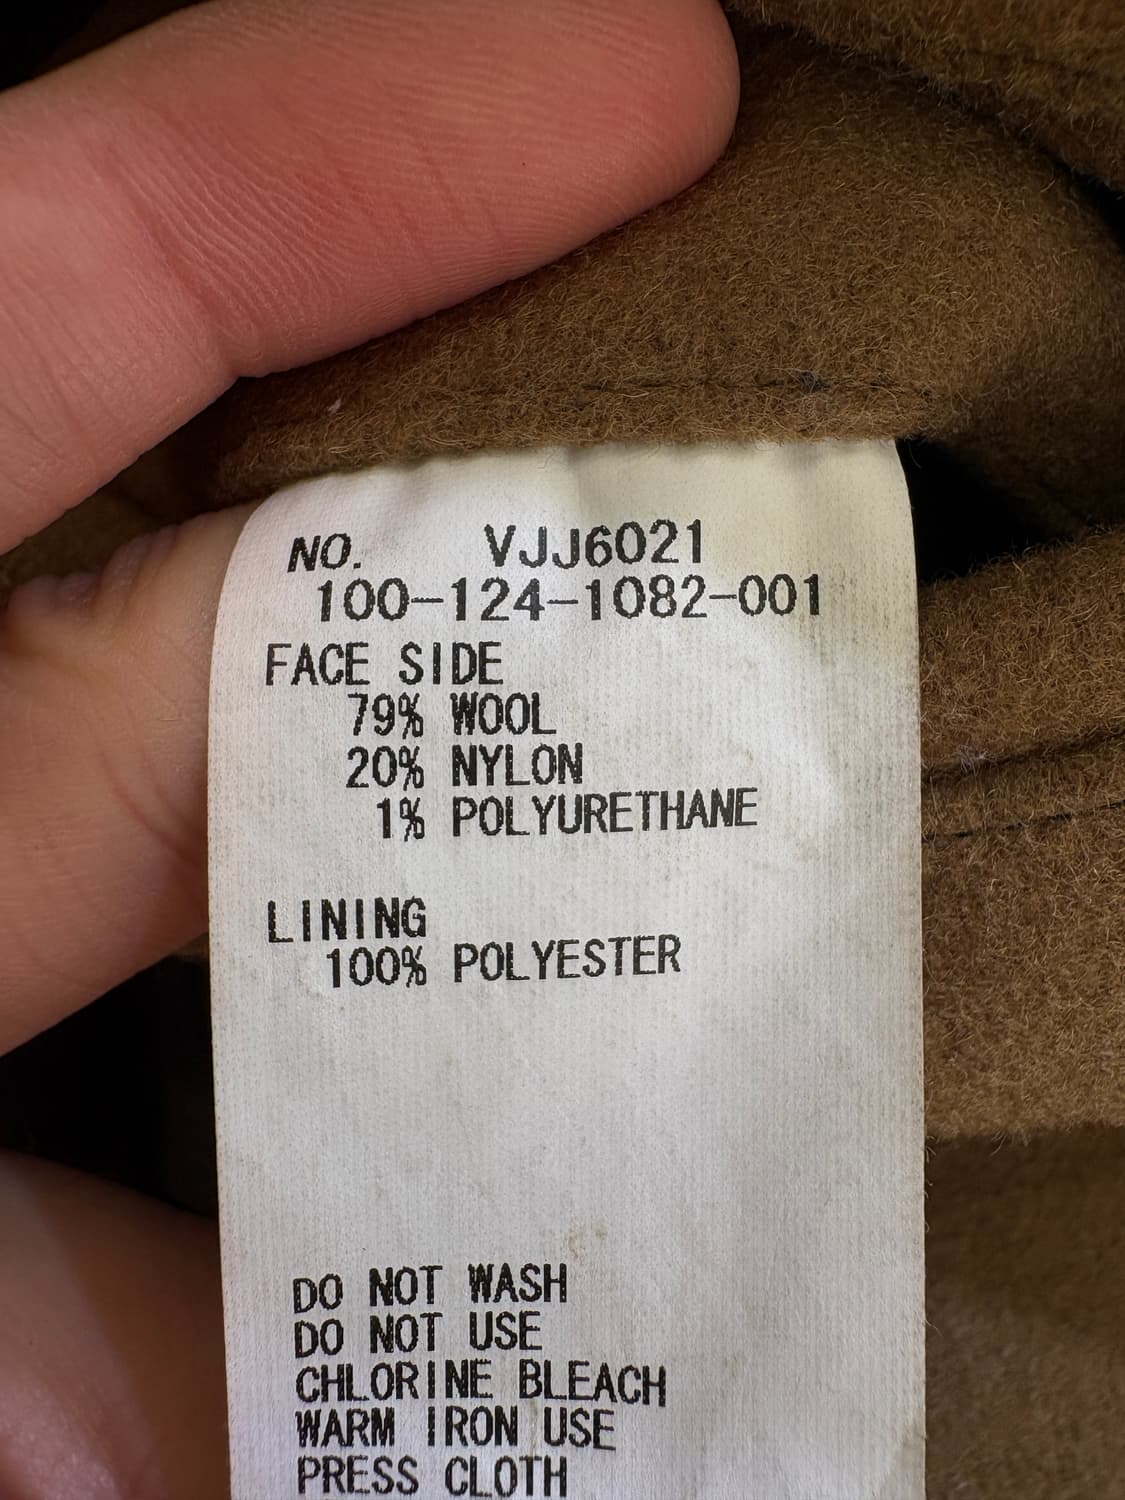 NO. VJJ6021
100-124-1082-001
FACE SIDE
79% WOOL
20% NYLON
1% POLYURETHANE
LINING
100% POLYESTER
DO NOT WASH
DO NOT USE
CHLORINE BLEACH
WARM IRON USE
PRESS CLOTH